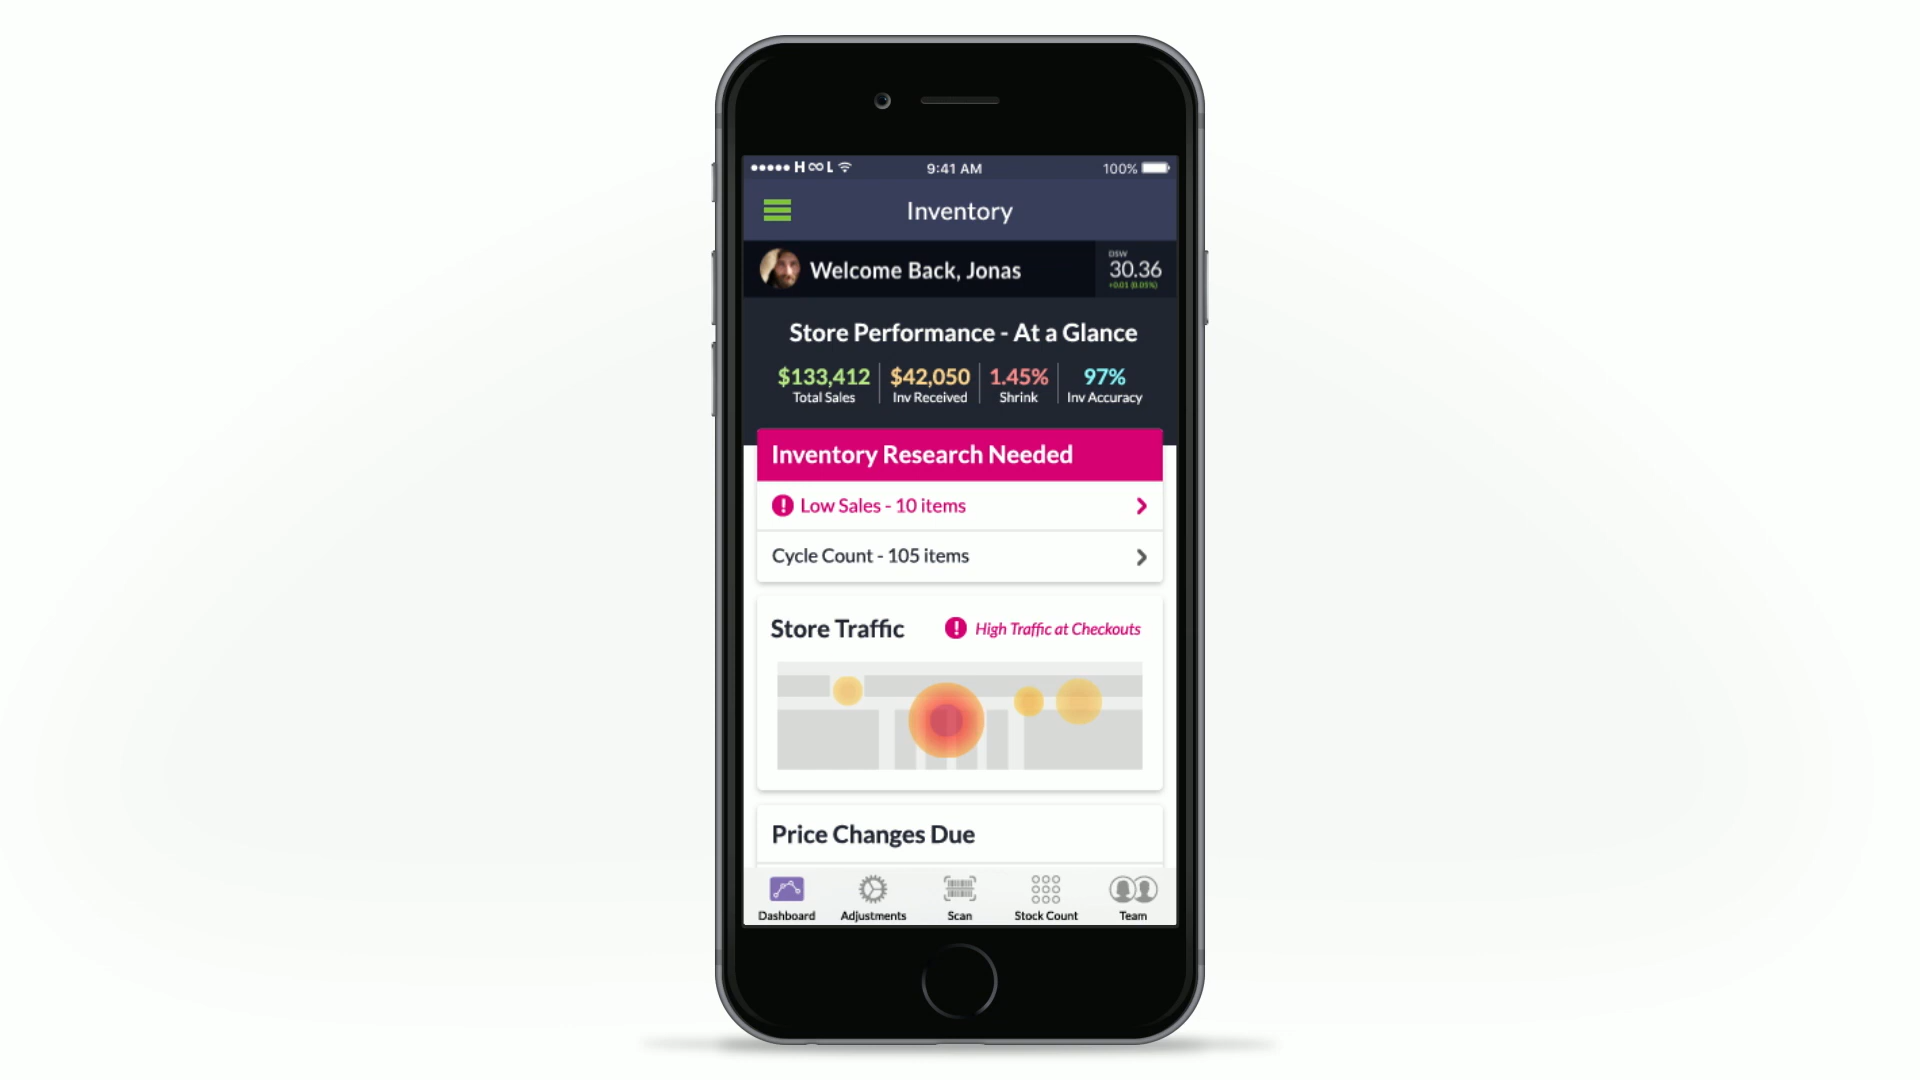 H∞L
9:41 AM
100%
Inventory
Welcome Back, Jonas
DSW
30.36
+0.01 (0.03%)
Store Performance - At a Glance
$133,412 $42,050 1.45% 97%
Total Sales Inv Received Shrink Inv Accuracy
Inventory Research Needed
Low Sales - 10 items
Cycle Count - 105 items
Store Traffic
High Traffic at Checkouts
Price Changes Due
Dashboard Adjustments Scan Stock Count Team